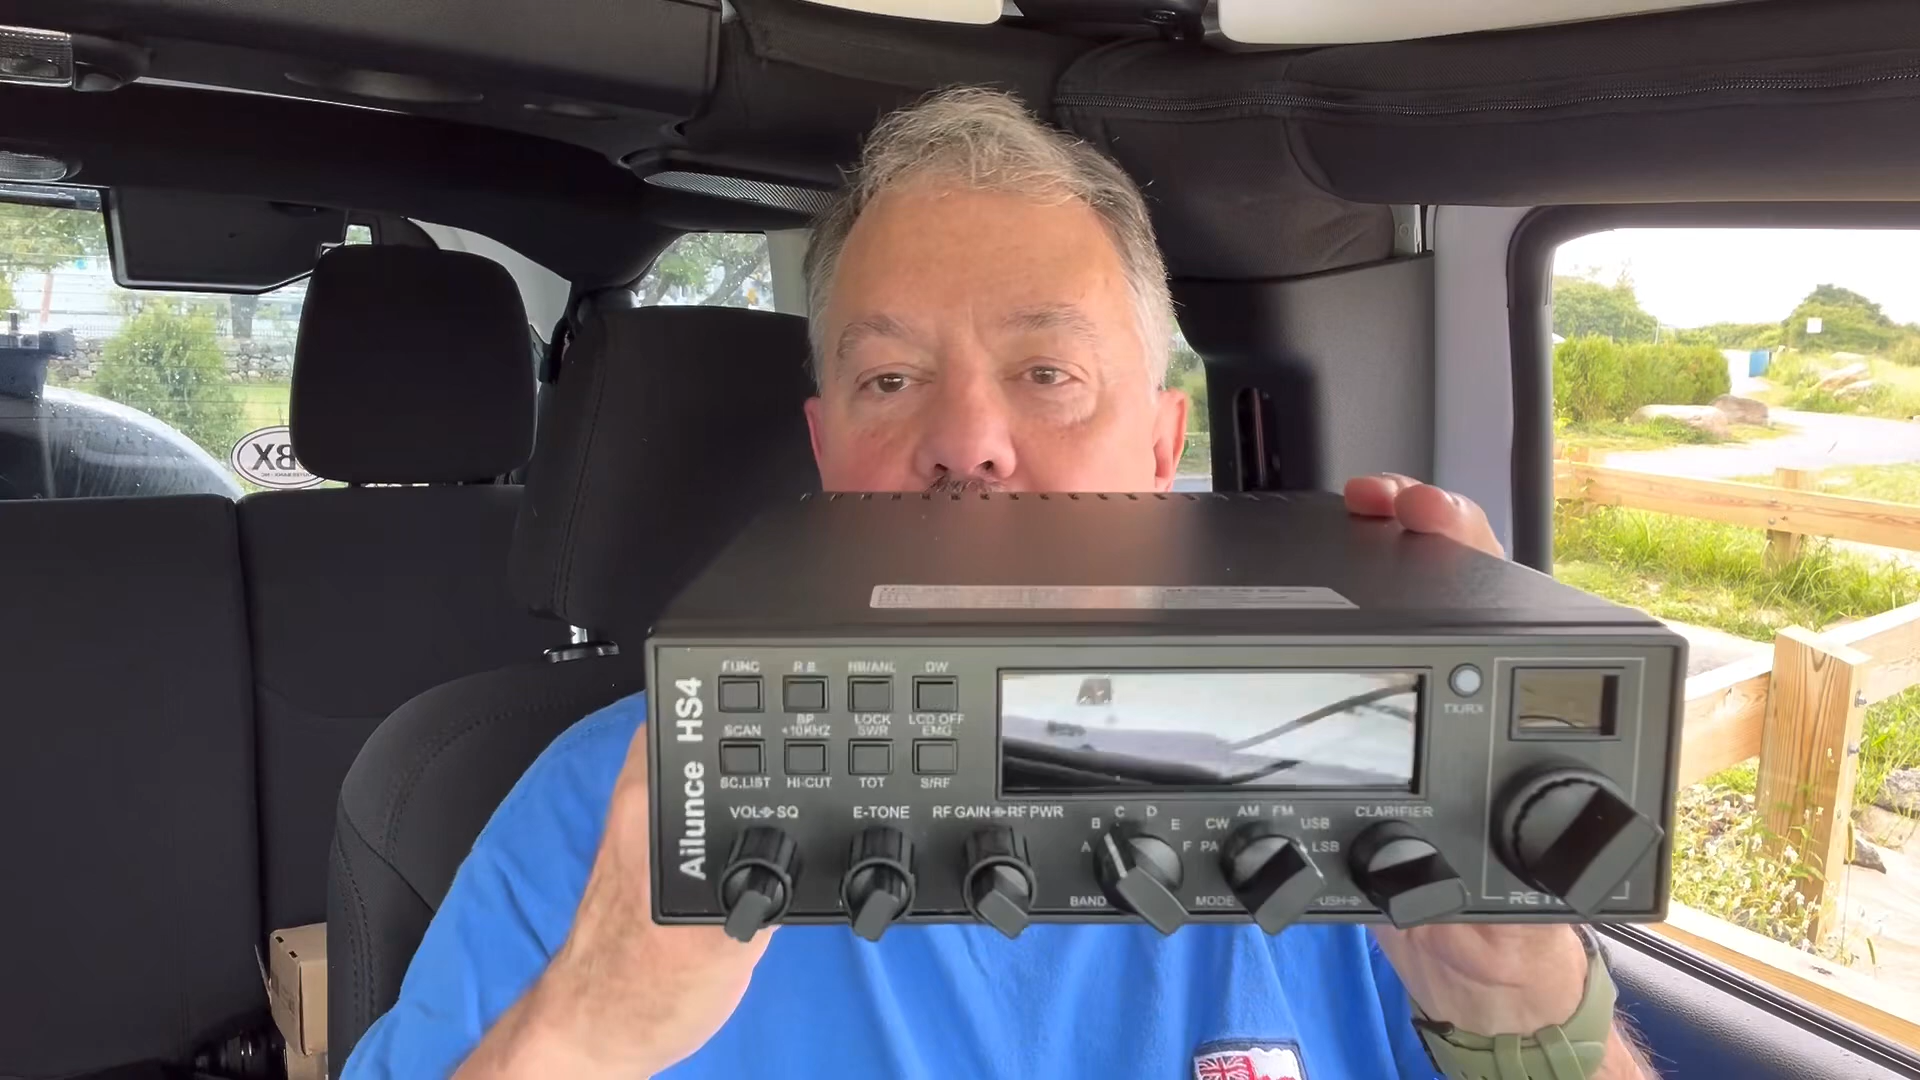 Ailunce HS4
FUNC R.B. NB/ANL DW
SCAN BP LOCK LCD OFF
+10KHZ SWR EMG
SC.LIST HI-CUT TOT S/RF
VOL SQ E-TONE RF GAIN RF PWR
A B C D E F
BAND
PA CW AM FM USB LSB
MODE
CLARIFIER
TX/RX